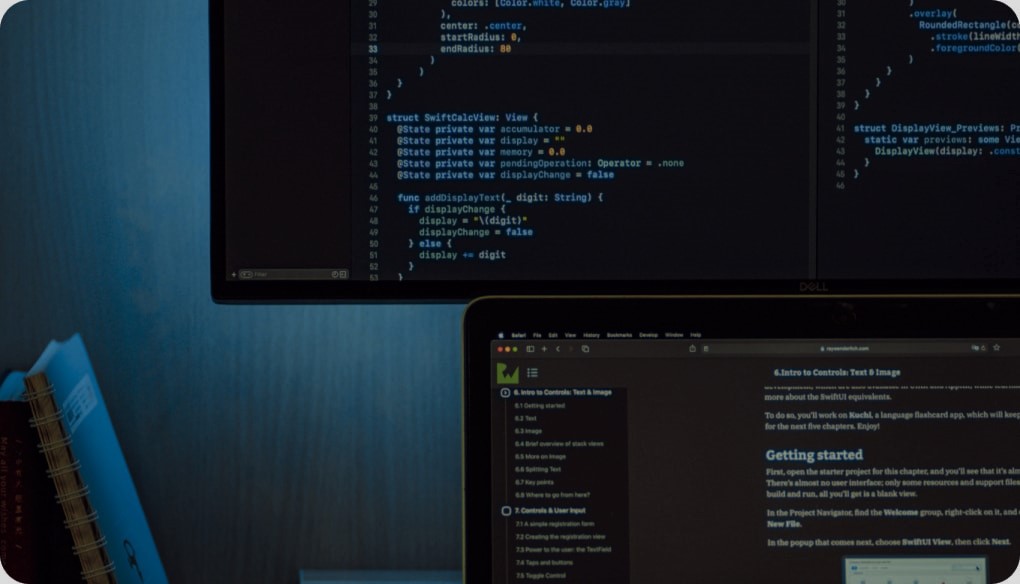 29 colors: [Color.white, Color.gray]
30 ),
31 center: .center,
32 startRadius: 0,
33 endRadius: 80
34 )
35 )
36 }
37 }
38
39 struct SwiftCalcView: View {
40 @State private var accumulator = 0.0
41 @State private var display = ""
42 @State private var memory = 0.0
43 @State private var pendingOperation: Operator = .none
44 @State private var displayChange = false
45
46 func addDisplayText(_ digit: String) {
47 if displayChange {
48 display = "\(digit)"
49 displayChange = false
50 } else {
51 display += digit
52 }
53 }
Filter
30 )
31 .overlay(
32 RoundedRectangle(co
33 .stroke(lineWidth
34 .foregroundColor(
35 )
36 }
37 }
38 }
39 }
40
41 struct DisplayView_Previews: Pr
42 static var previews: some Vie
43 DisplayView(display: .const
44 }
45 }
46
DELL
Safari File Edit View History Bookmarks Develop Window Help
raywenderlich.com
6. Intro to Controls: Text & Image
6.1 Getting started
6.2 Text
6.3 Image
6.4 Brief overview of stack views
6.5 More on Image
6.6 Splitting Text
6.7 Key points
6.8 Where to go from here?
7. Controls & User Input
7.1 A simple registration form
7.2 Creating the registration view
7.3 Power to the user: the TextField
7.4 Taps and buttons
7.5 Toggle Control
6.Intro to Controls: Text & Image
more about the SwiftUI equivalents.
To do so, you'll work on Kuchi, a language flashcard app, which will keep
for the next five chapters. Enjoy!
Getting started
First, open the starter project for this chapter, and you'll see that it's alm
There's almost no user interface; only some resources and support files
build and run, all you'll get is a blank view.
In the Project Navigator, find the Welcome group, right-click on it, and
New File.
In the popup that comes next, choose SwiftUI View, then click Next.
May all your wishes